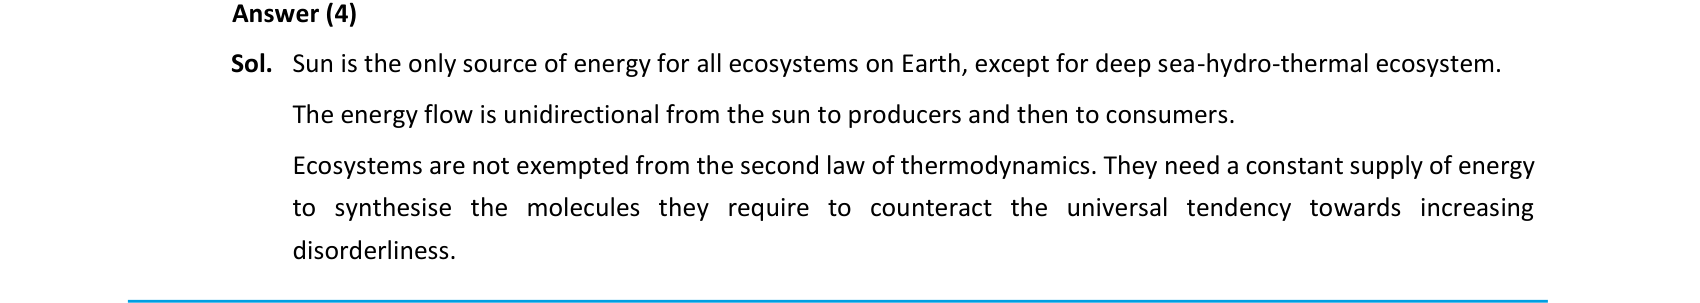 Answer (4)
Sol. Sun is the only source of energy for all ecosystems on Earth, except for deep sea-hydro-thermal ecosystem.
The energy flow is unidirectional from the sun to producers and then to consumers.
Ecosystems are not exempted from the second law of thermodynamics. They need a constant supply of energy
to synthesise the molecules they require to counteract the universal tendency towards increasing
disorderliness.